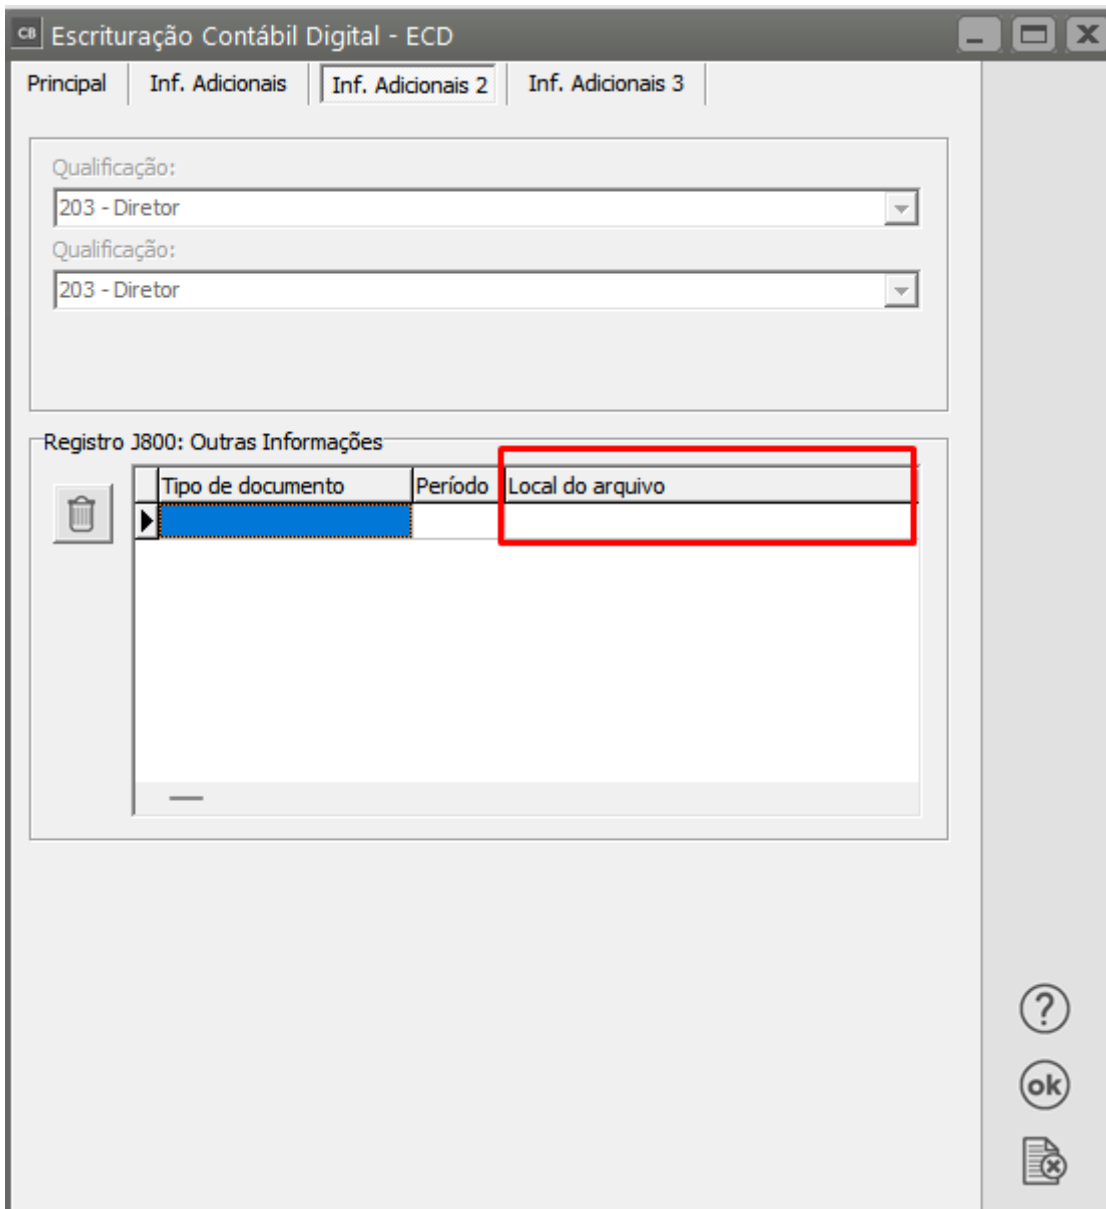 CB Escrituração Contábil Digital - ECD
Principal Inf. Adicionais Inf. Adicionais 2 Inf. Adicionais 3
Qualificação:
203 - Diretor
Qualificação:
203 - Diretor
Registro J800: Outras Informações
Tipo de documento Período Local do arquivo
?
ok